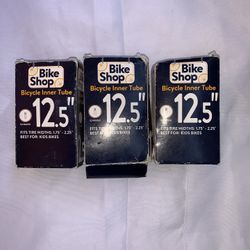 Bike
Shop
Bicycle Inner Tube
12.5"
FITS TIRE WIDTHS: 1.75" - 2.25"
BEST FOR: KIDS BIKES
Bike
Shop
Bicycle Inner Tube
12.5"
FITS TIRE WIDTHS: 1.75" - 2.25"
BEST FOR: KIDS BIKES
Bike
Shop
Bicycle Inner Tube
12.5"
FITS TIRE WIDTHS: 1.75" - 2.25"
BEST FOR: KIDS BIKES